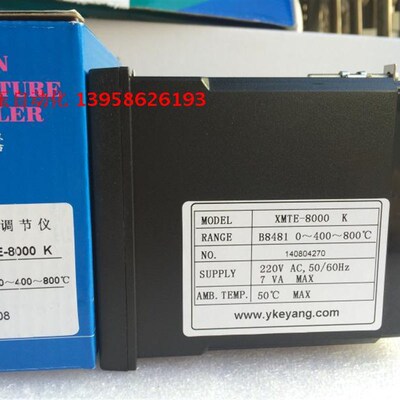 N
TURE
LER
调节仪
E-8000 K
0～400～800℃
08
13958626193
MODEL XMTE-8000 K
RANGE B8481 0～400～800℃
NO. 140804270
SUPPLY 220V AC,50/60Hz
7 VA MAX
AMB.TEMP. 50℃ MAX
www.ykeyang.com